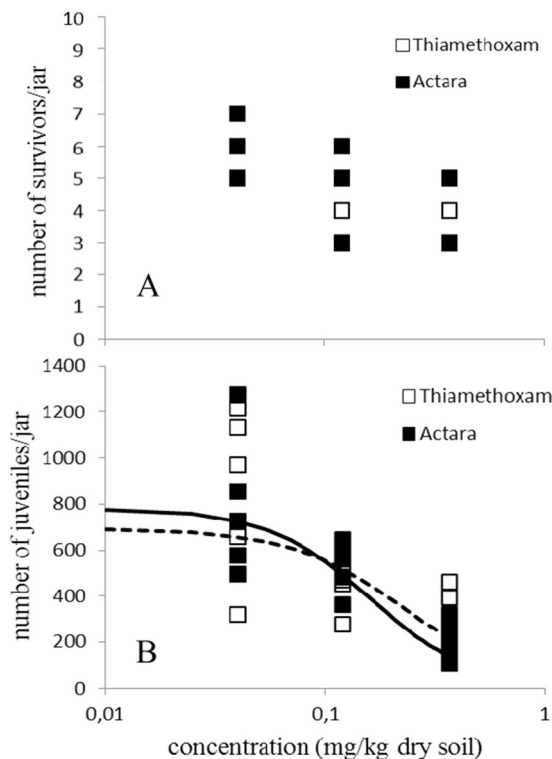 10
9
8
7
6
5
4
3
2
1
0
number of survivors/jar
Thiamethoxam
Actara
A
1400
1200
1000
800
600
400
200
0
number of juveniles/jar
Thiamethoxam
Actara
B
0,01
0,1
1
concentration (mg/kg dry soil)